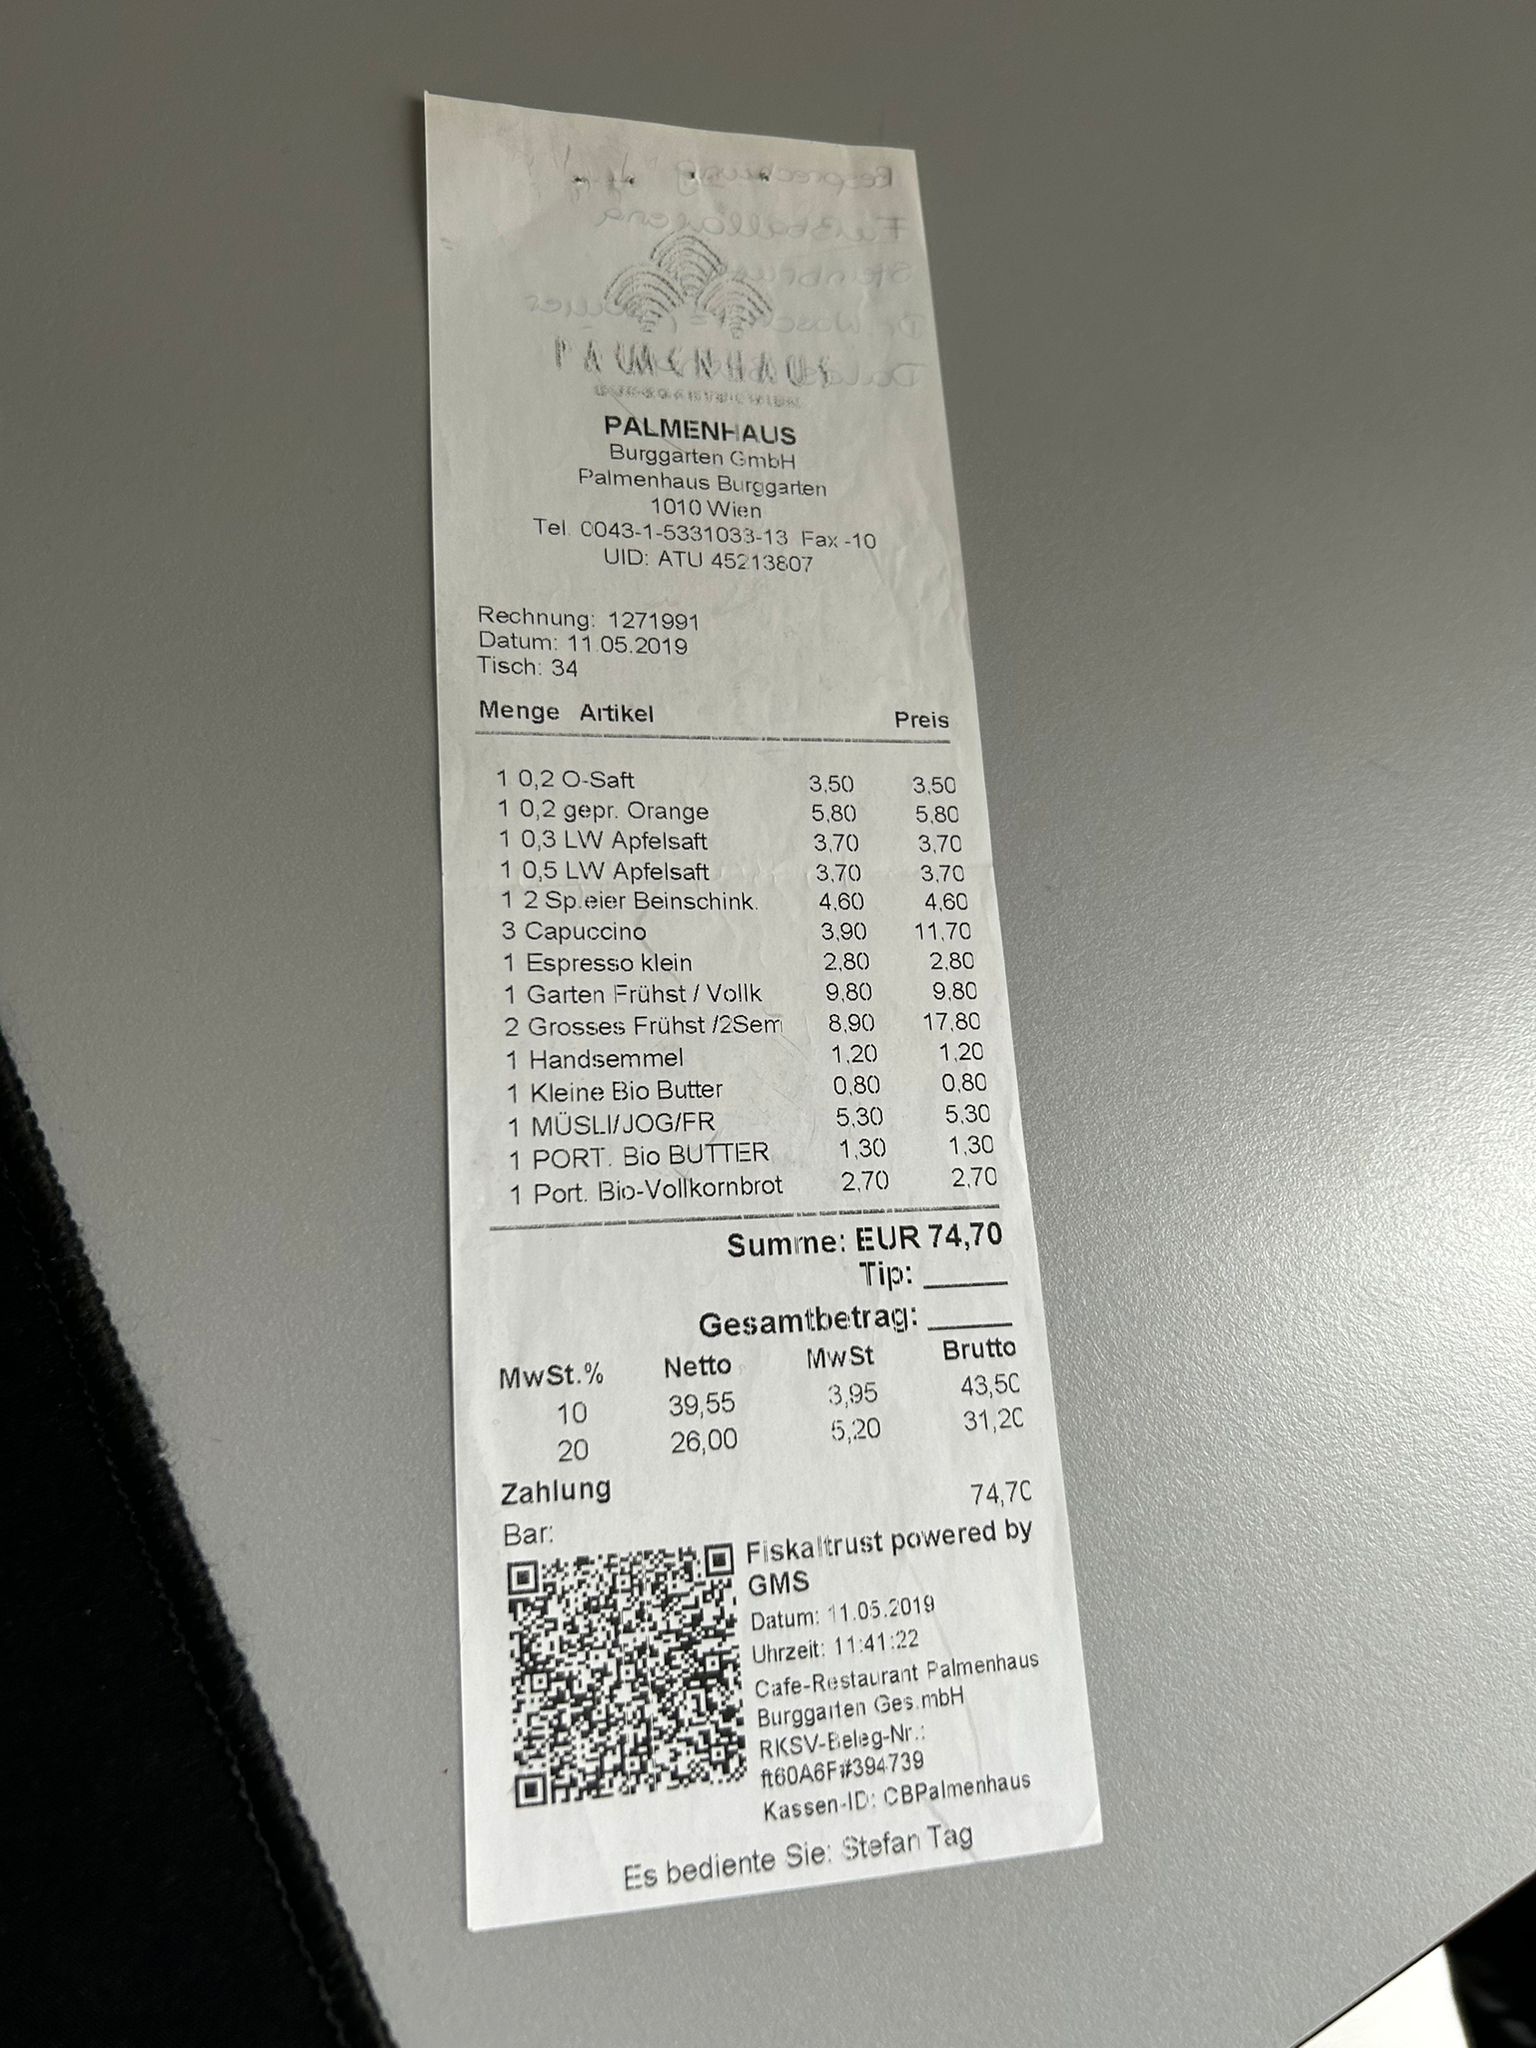 Besprechung
Fußballarena
PALMENHAUS
PALMENHAUS
Burggarten GmbH
Palmenhaus Burggarten
1010 Wien
Tel. 0043-1-5331033-13 Fax -10
UID: ATU 45213807
Rechnung: 1271991
Datum: 11.05.2019
Tisch: 34
Menge Artikel Preis
1 0,2 O-Saft 3,50 3,50
1 0,2 gepr. Orange 5,80 5,80
1 0,3 LW Apfelsaft 3,70 3,70
1 0,5 LW Apfelsaft 3,70 3,70
1 2 Sp.eier Beinschink. 4,60 4,60
3 Capuccino 3,90 11,70
1 Espresso klein 2,80 2,80
1 Garten Frühst / Vollk 9,80 9,80
2 Grosses Frühst /2Sem 8,90 17,80
1 Handsemmel 1,20 1,20
1 Kleine Bio Butter 0,80 0,80
1 MÜSLI/JOG/FR 5,30 5,30
1 PORT. Bio BUTTER 1,30 1,30
1 Port. Bio-Vollkornbrot 2,70 2,70
Summe: EUR 74,70
Tip:
Gesamtbetrag:
MwSt.% Netto MwSt Brutto
10 39,55 3,95 43,50
20 26,00 5,20 31,20
Zahlung
Bar: 74,70
Fiskaltrust powered by
GMS
Datum: 11.05.2019
Uhrzeit: 11:41:22
Cafe-Restaurant Palmenhaus
Burggarten Ges.mbH
RKSV-Beleg-Nr.:
ft60A6F#394739
Kassen-ID: CBPalmenhaus
Es bediente Sie: Stefan Tag